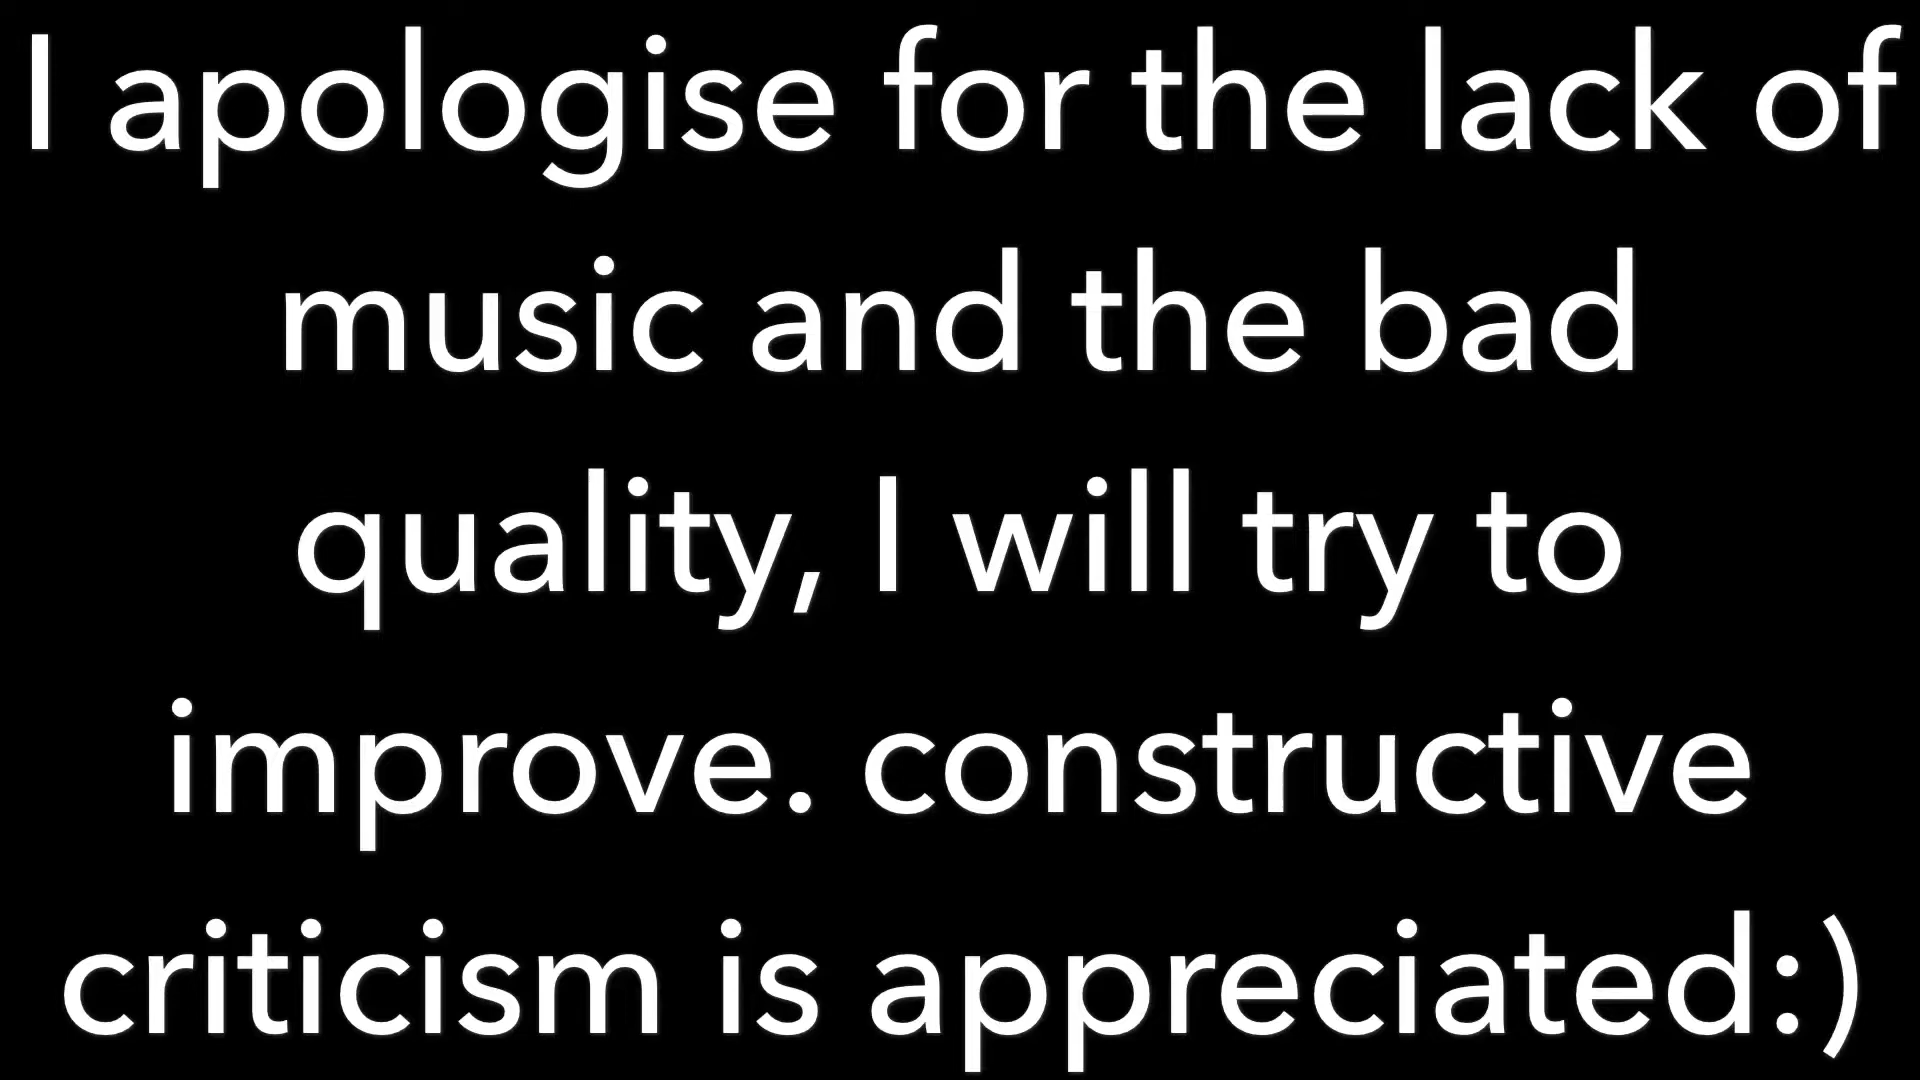 I apologise for the lack of
music and the bad
quality, I will try to
improve. constructive
criticism is appreciated:)